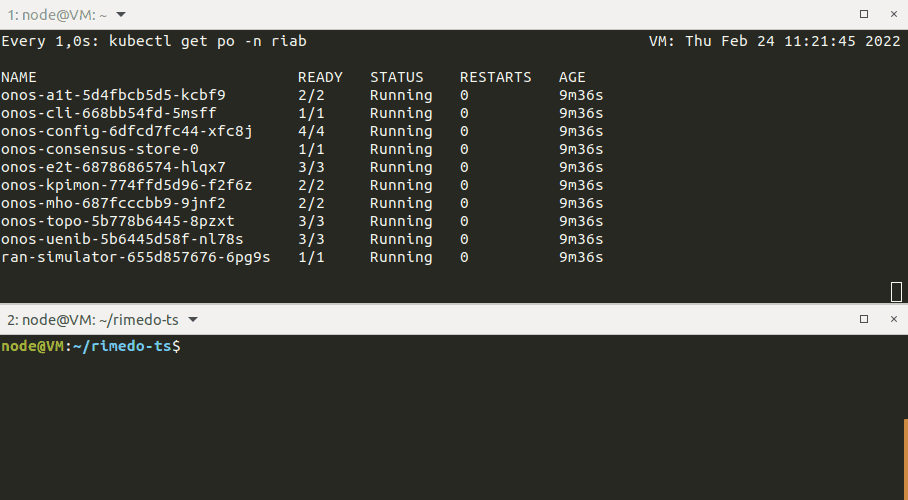 1: node@VM: ~
Every 1,0s: kubectl get po -n riab VM: Thu Feb 24 11:21:45 2022
NAME READY STATUS RESTARTS AGE
onos-a1t-5d4fbcb5d5-kcbf9 2/2 Running 0 9m36s
onos-cli-668bb54fd-5msff 1/1 Running 0 9m36s
onos-config-6dfcd7fc44-xfc8j 4/4 Running 0 9m36s
onos-consensus-store-0 1/1 Running 0 9m36s
onos-e2t-6878686574-hlqx7 3/3 Running 0 9m36s
onos-kpimon-774ffd5d96-f2f6z 2/2 Running 0 9m36s
onos-mho-687fcccbb9-9jnf2 2/2 Running 0 9m36s
onos-topo-5b778b6445-8pzxt 3/3 Running 0 9m36s
onos-uenib-5b6445d58f-nl78s 3/3 Running 0 9m36s
ran-simulator-655d857676-6pg9s 1/1 Running 0 9m36s
2: node@VM: ~/rimedo-ts
node@VM:~/rimedo-ts$